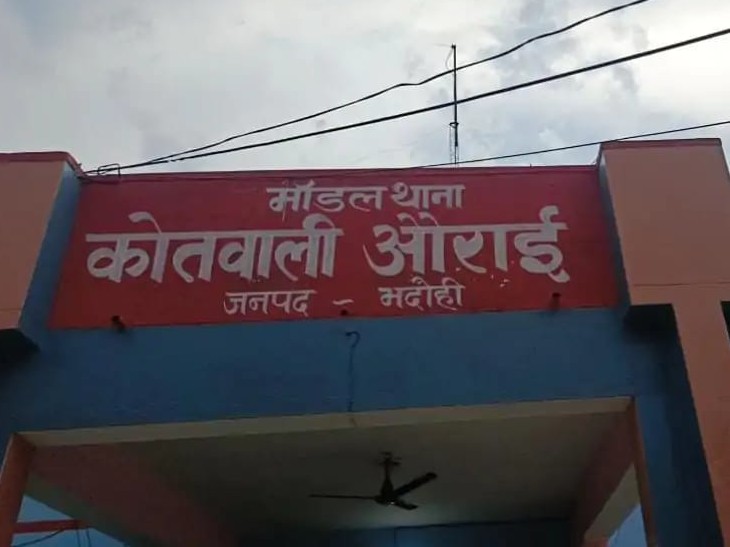 मॉडल थाना
कोतवाली औराई
जनपद - भदोही